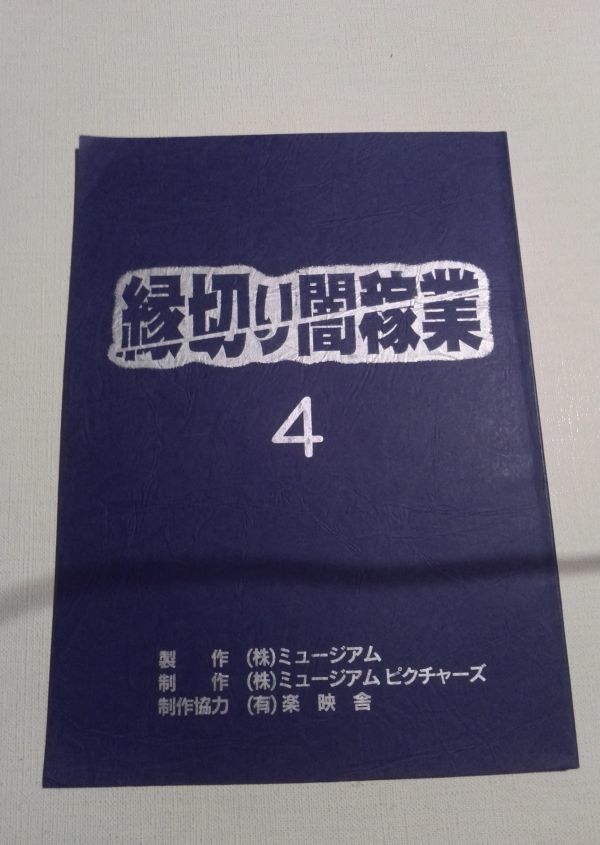 縁切り闇稼業
4
製　作　(株)ミュージアム
制　作　(株)ミュージアム ピクチャーズ
制作協力　(有)楽 映 舎